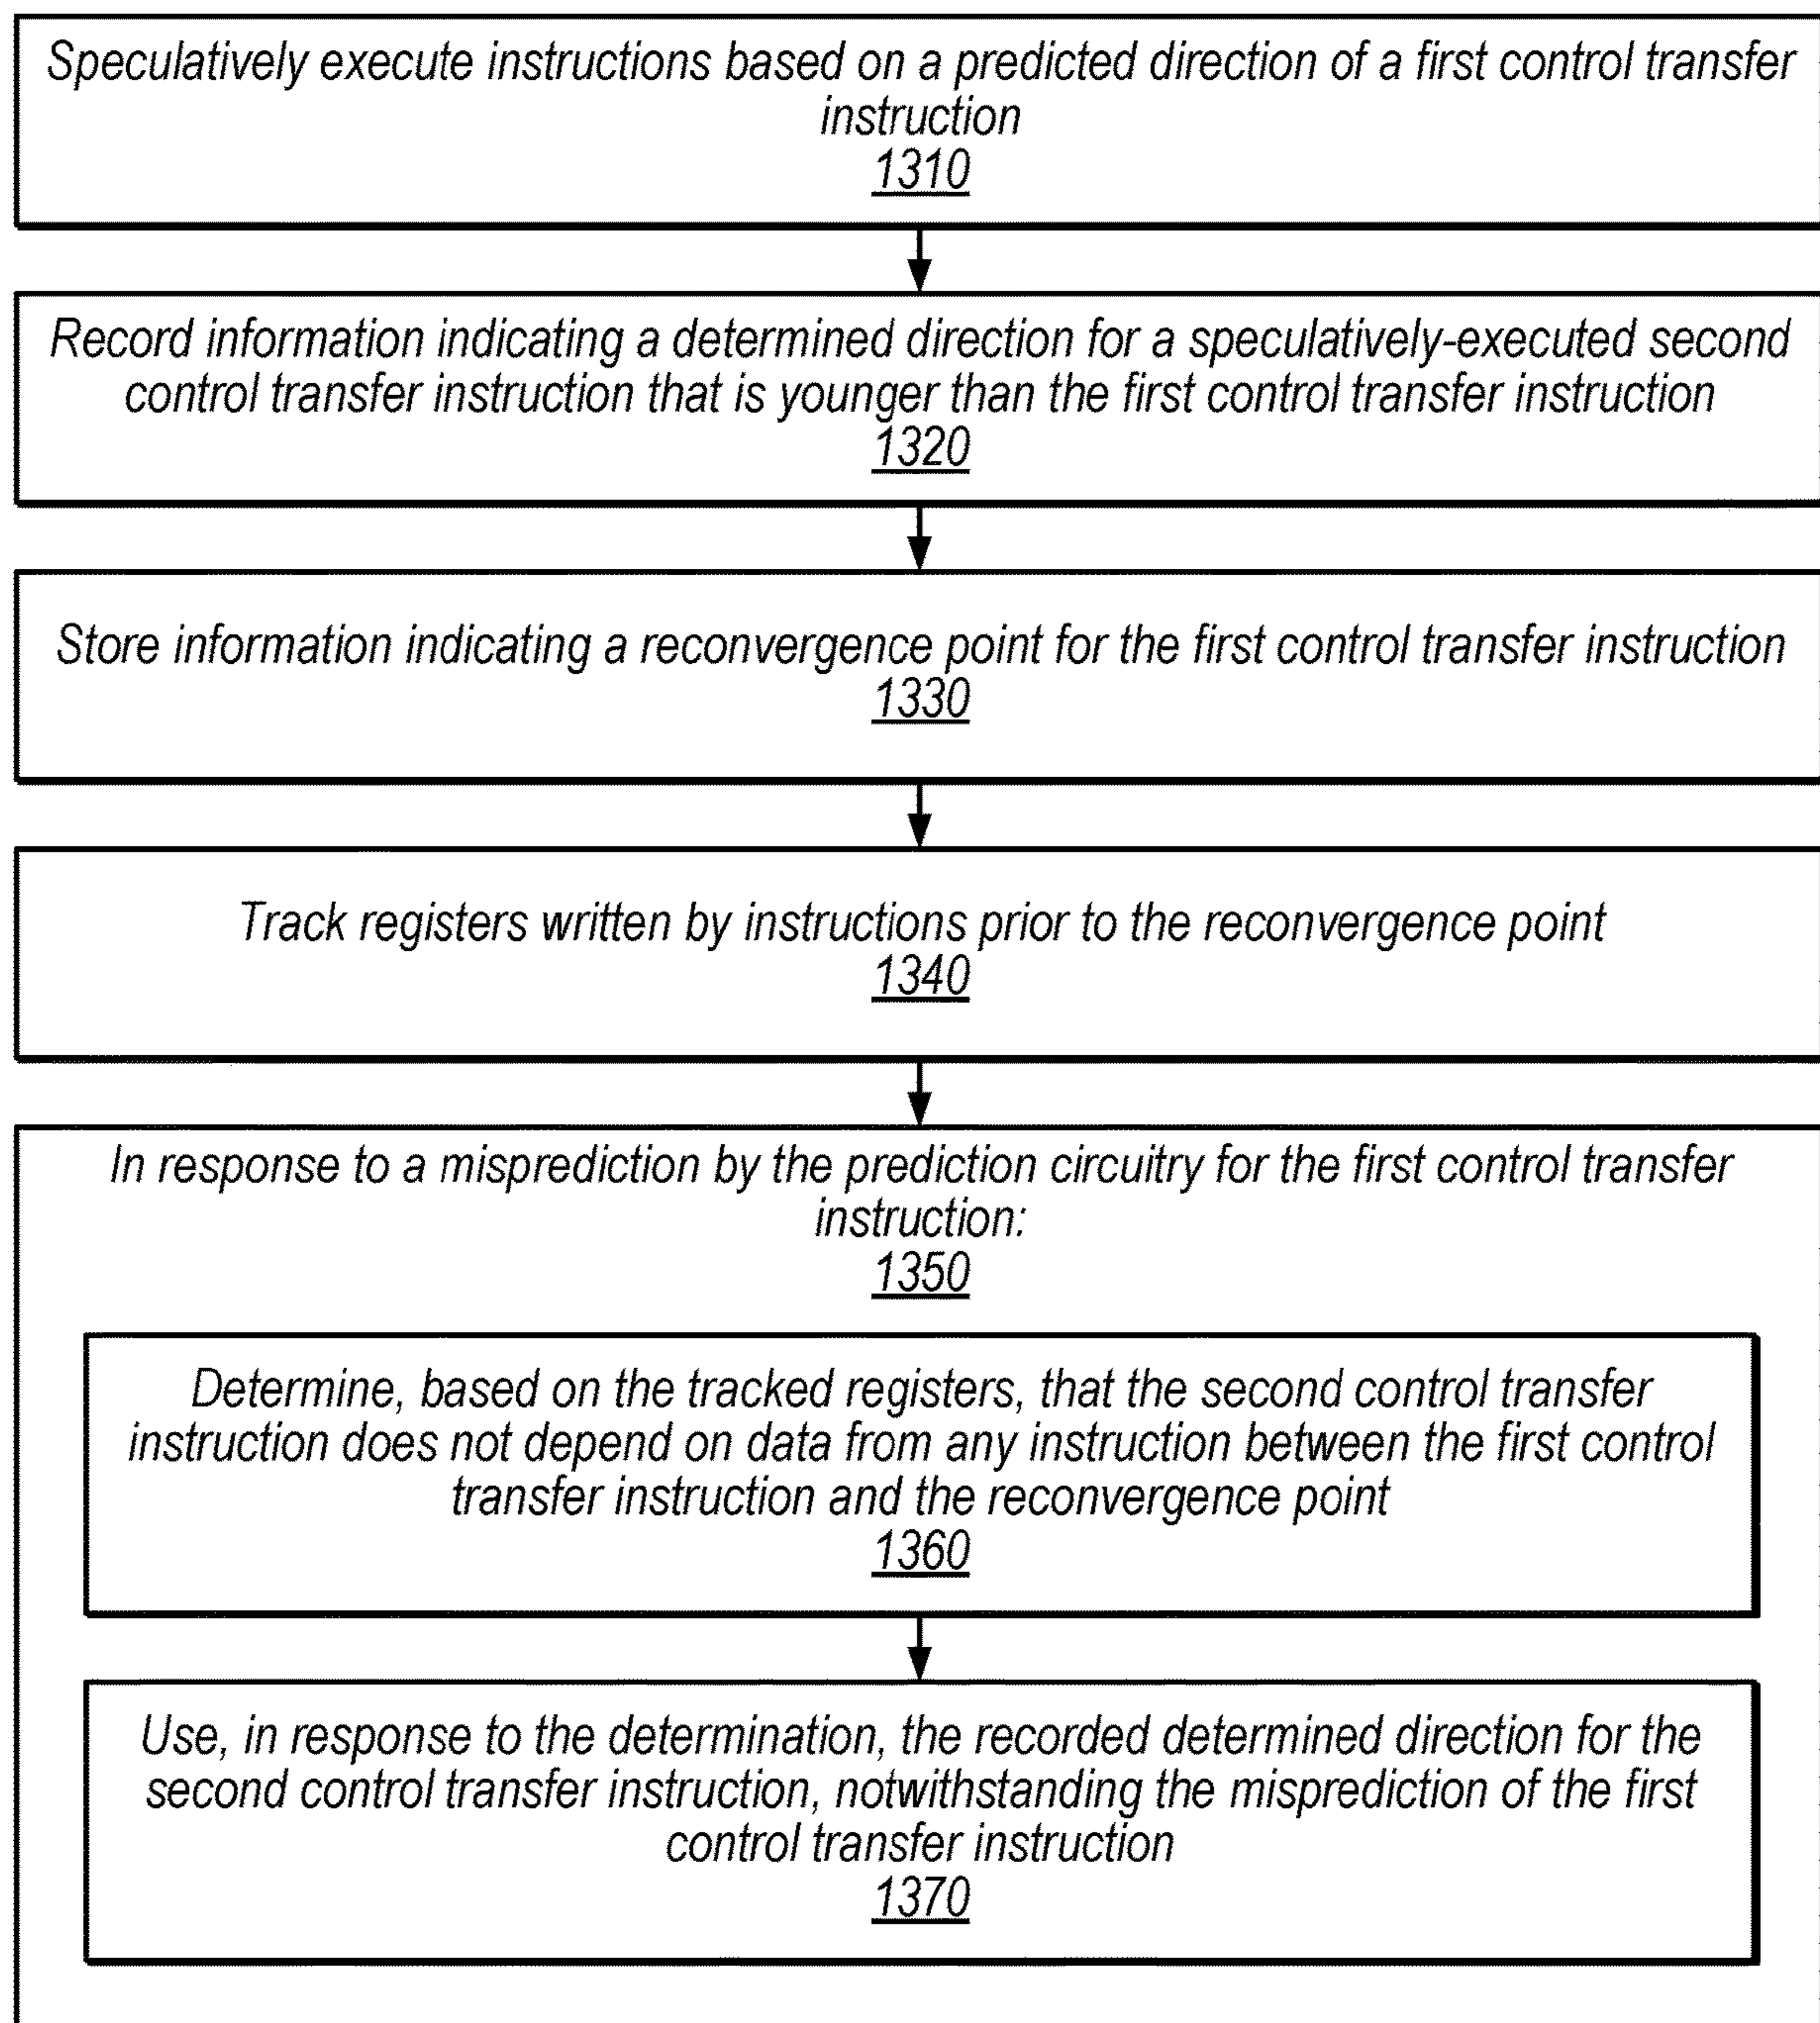 Speculatively execute instructions based on a predicted direction of a first control transfer
instruction
1310
Record information indicating a determined direction for a speculatively-executed second
control transfer instruction that is younger than the first control transfer instruction
1320
Store information indicating a reconvergence point for the first control transfer instruction
1330
Track registers written by instructions prior to the reconvergence point
1340
In response to a misprediction by the prediction circuitry for the first control transfer
instruction:
1350
Determine, based on the tracked registers, that the second control transfer
instruction does not depend on data from any instruction between the first control
transfer instruction and the reconvergence point
1360
Use, in response to the determination, the recorded determined direction for the
second control transfer instruction, notwithstanding the misprediction of the first
control transfer instruction
1370